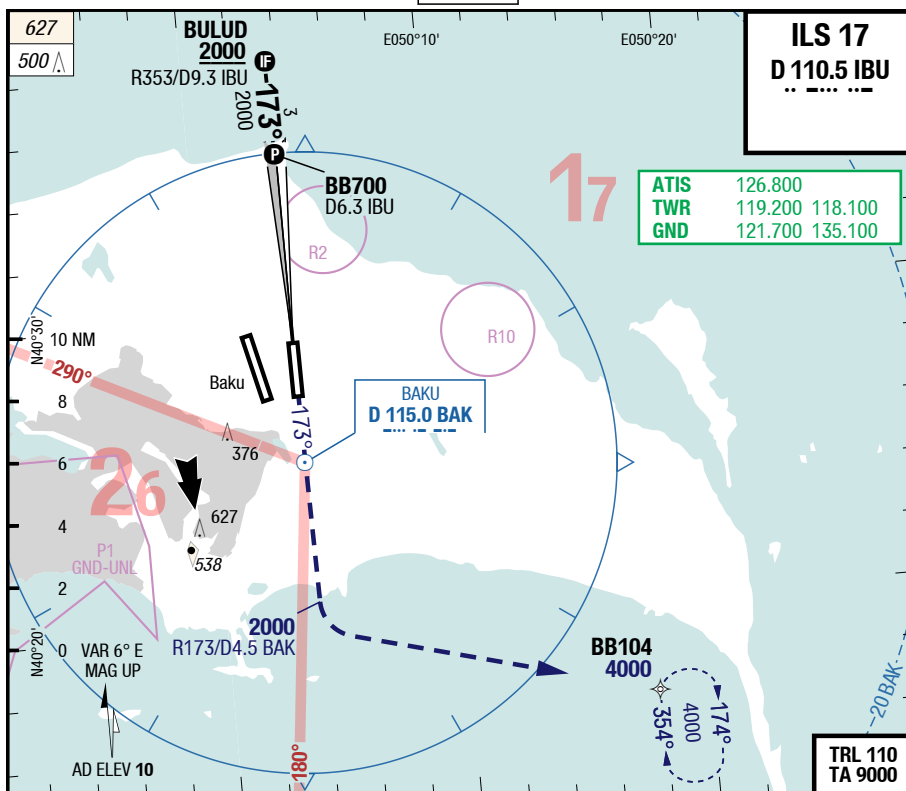 627
500
BULUD
2000
IF
R353/D9.3 IBU
173°
3
2000
P
BB700
D6.3 IBU
E050°10'
E050°20'
ILS 17
D 110.5 IBU
17
ATIS 126.800
TWR 119.200 118.100
GND 121.700 135.100
R2
R10
N40°30'
10 NM
8
6
4
2
0
N40°20'
290°
Baku
173°
BAKU
D 115.0 BAK
376
26
627
538
P1
GND-UNL
2000
R173/D4.5 BAK
BB104
4000
354°
4000
174°
VAR 6° E
MAG UP
AD ELEV 10
180°
20 BAK
TRL 110
TA 9000